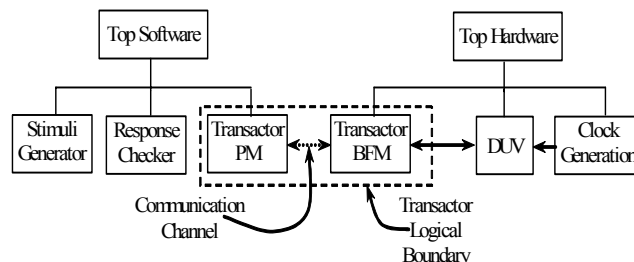 Top Software
Top Hardware
Stimuli
Generator
Response
Checker
Transactor
PM
Transactor
BFM
DUV
Clock
Generation
Communication
Channel
Transactor
Logical
Boundary